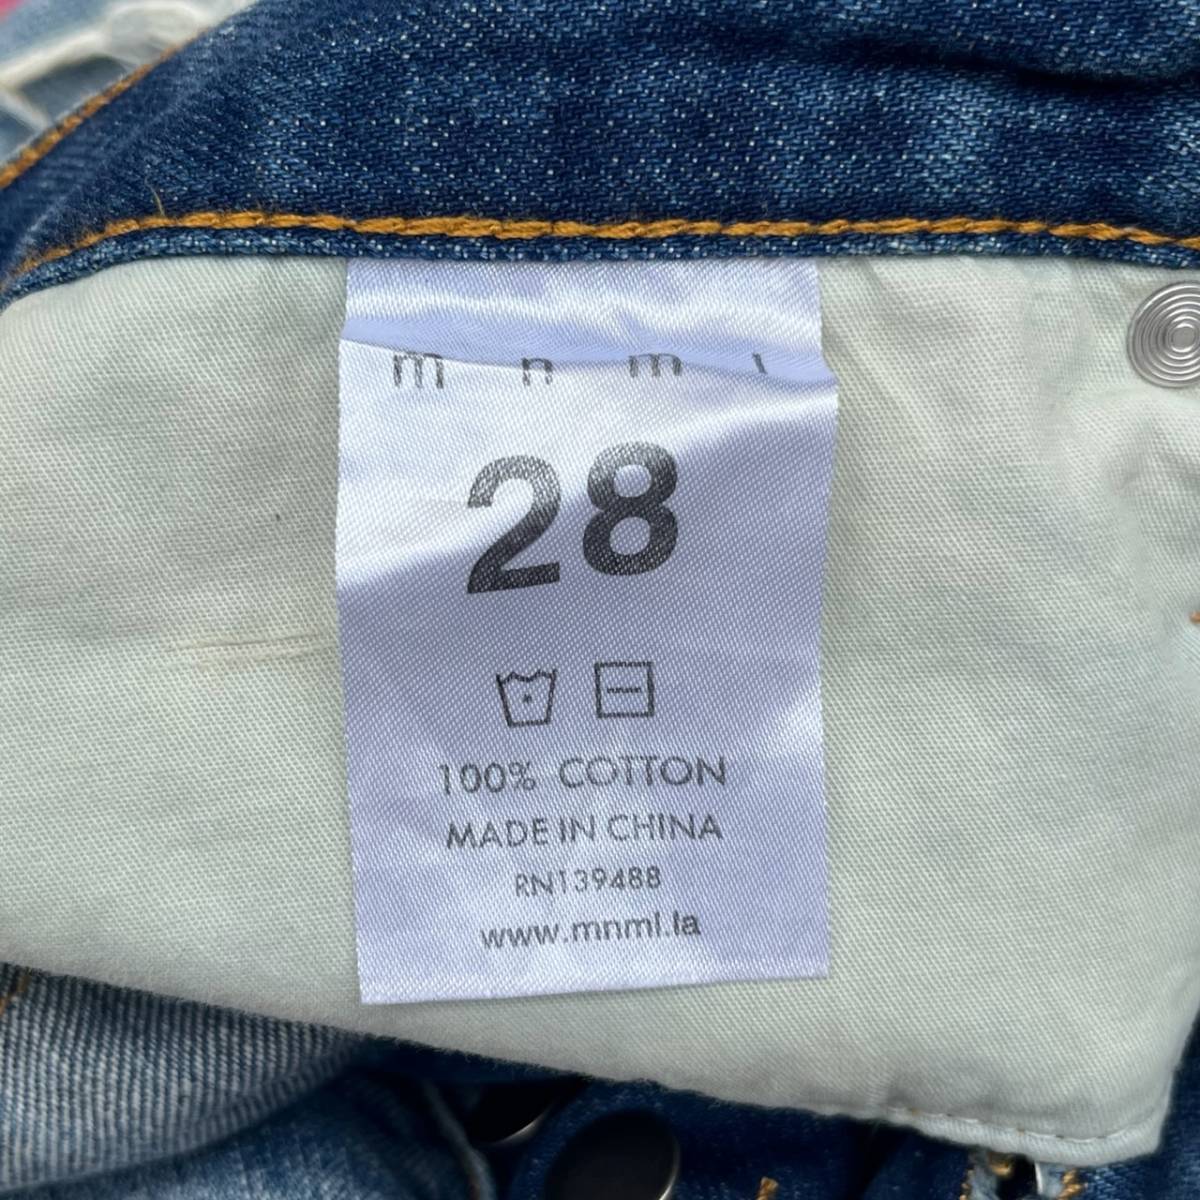 mnml
28
100% COTTON
MADE IN CHINA
RN139488
www.mnml.la